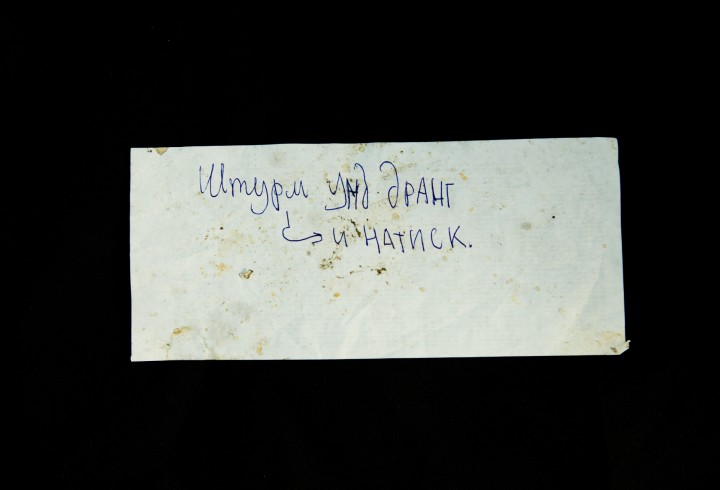 Штурм унд дранг
↳ и натиск.